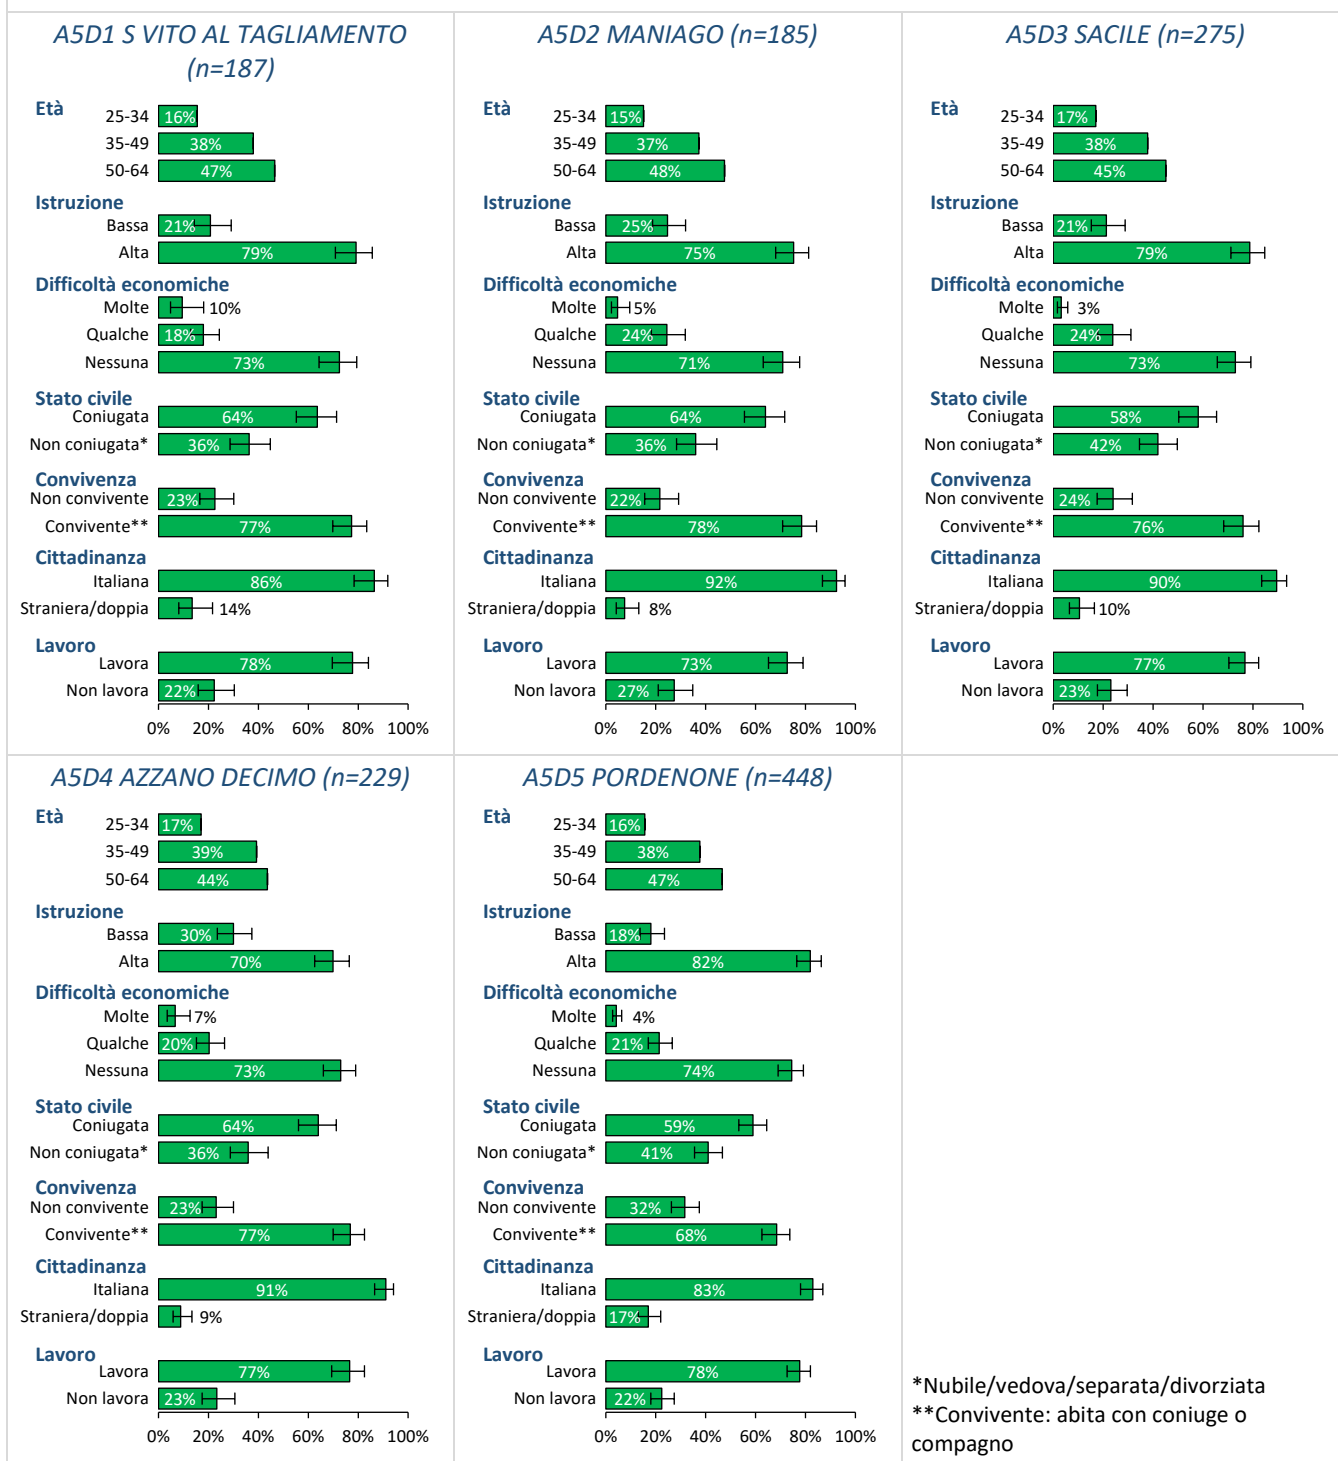 A5D1 S VITO AL TAGLIAMENTO
(n=187)
Età
25-34 16%
35-49 38%
50-64 47%
Istruzione
Bassa 21%
Alta 79%
Difficoltà economiche
Molte 10%
Qualche 18%
Nessuna 73%
Stato civile
Coniugata 64%
Non coniugata* 36%
Convivenza
Non convivente 23%
Convivente** 77%
Cittadinanza
Italiana 86%
Straniera/doppia 14%
Lavoro
Lavora 78%
Non lavora 22%
0% 20% 40% 60% 80% 100%
A5D2 MANIAGO (n=185)
Età
25-34 15%
35-49 37%
50-64 48%
Istruzione
Bassa 25%
Alta 75%
Difficoltà economiche
Molte 5%
Qualche 24%
Nessuna 71%
Stato civile
Coniugata 64%
Non coniugata* 36%
Convivenza
Non convivente 22%
Convivente** 78%
Cittadinanza
Italiana 92%
Straniera/doppia 8%
Lavoro
Lavora 73%
Non lavora 27%
0% 20% 40% 60% 80% 100%
A5D3 SACILE (n=275)
Età
25-34 17%
35-49 38%
50-64 45%
Istruzione
Bassa 21%
Alta 79%
Difficoltà economiche
Molte 3%
Qualche 24%
Nessuna 73%
Stato civile
Coniugata 58%
Non coniugata* 42%
Convivenza
Non convivente 24%
Convivente** 76%
Cittadinanza
Italiana 90%
Straniera/doppia 10%
Lavoro
Lavora 77%
Non lavora 23%
0% 20% 40% 60% 80% 100%
A5D4 AZZANO DECIMO (n=229)
Età
25-34 17%
35-49 39%
50-64 44%
Istruzione
Bassa 30%
Alta 70%
Difficoltà economiche
Molte 7%
Qualche 20%
Nessuna 73%
Stato civile
Coniugata 64%
Non coniugata* 36%
Convivenza
Non convivente 23%
Convivente** 77%
Cittadinanza
Italiana 91%
Straniera/doppia 9%
Lavoro
Lavora 77%
Non lavora 23%
0% 20% 40% 60% 80% 100%
A5D5 PORDENONE (n=448)
Età
25-34 16%
35-49 38%
50-64 47%
Istruzione
Bassa 18%
Alta 82%
Difficoltà economiche
Molte 4%
Qualche 21%
Nessuna 74%
Stato civile
Coniugata 59%
Non coniugata* 41%
Convivenza
Non convivente 32%
Convivente** 68%
Cittadinanza
Italiana 83%
Straniera/doppia 17%
Lavoro
Lavora 78%
Non lavora 22%
0% 20% 40% 60% 80% 100%
*Nubile/vedova/separata/divorziata
**Convivente: abita con coniuge o
compagno